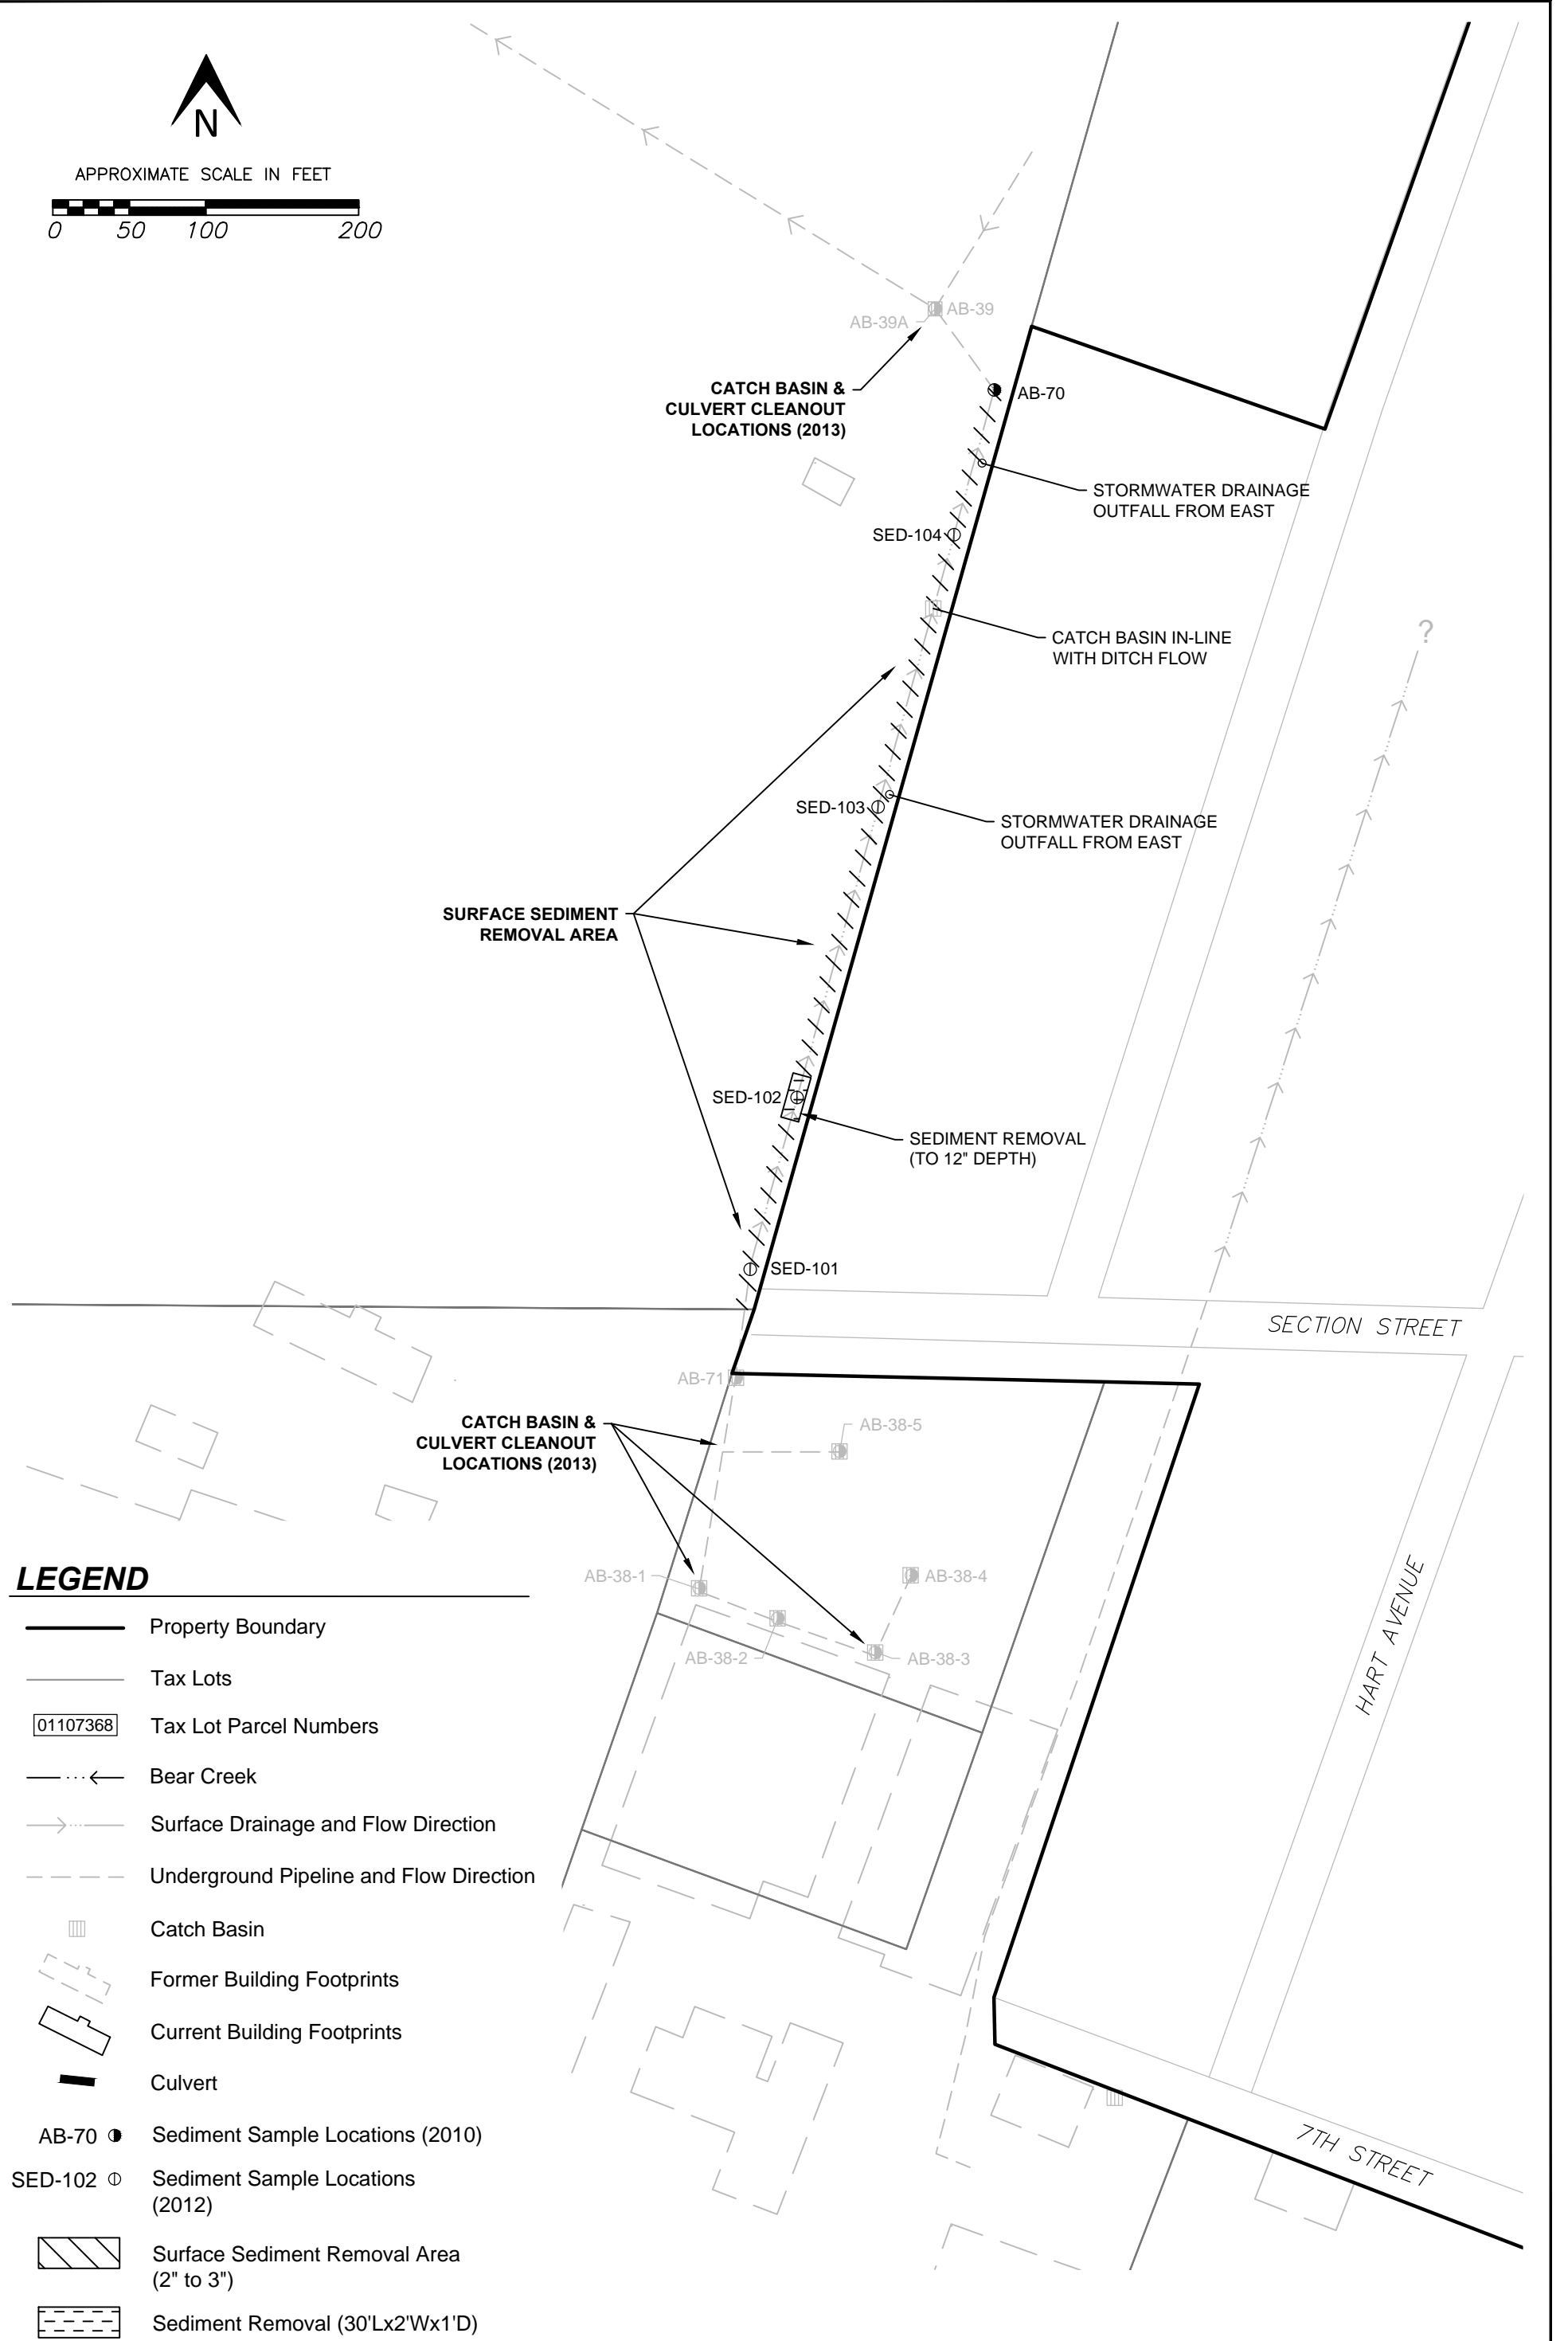 N
APPROXIMATE SCALE IN FEET
0 50 100 200
AB-39
AB-39A
CATCH BASIN &
CULVERT CLEANOUT
LOCATIONS (2013)
AB-70
STORMWATER DRAINAGE
OUTFALL FROM EAST
SED-104
CATCH BASIN IN-LINE
WITH DITCH FLOW
?
SED-103
STORMWATER DRAINAGE
OUTFALL FROM EAST
SURFACE SEDIMENT
REMOVAL AREA
SED-102
SEDIMENT REMOVAL
(TO 12" DEPTH)
SED-101
SECTION STREET
AB-71
CATCH BASIN &
CULVERT CLEANOUT
LOCATIONS (2013)
AB-38-5
AB-38-1
AB-38-4
AB-38-2
AB-38-3
HART AVENUE
7TH STREET
LEGEND
Property Boundary
Tax Lots
01107368 Tax Lot Parcel Numbers
Bear Creek
Surface Drainage and Flow Direction
Underground Pipeline and Flow Direction
Catch Basin
Former Building Footprints
Current Building Footprints
Culvert
AB-70 Sediment Sample Locations (2010)
SED-102 Sediment Sample Locations
(2012)
Surface Sediment Removal Area
(2" to 3")
Sediment Removal (30'Lx2'Wx1'D)